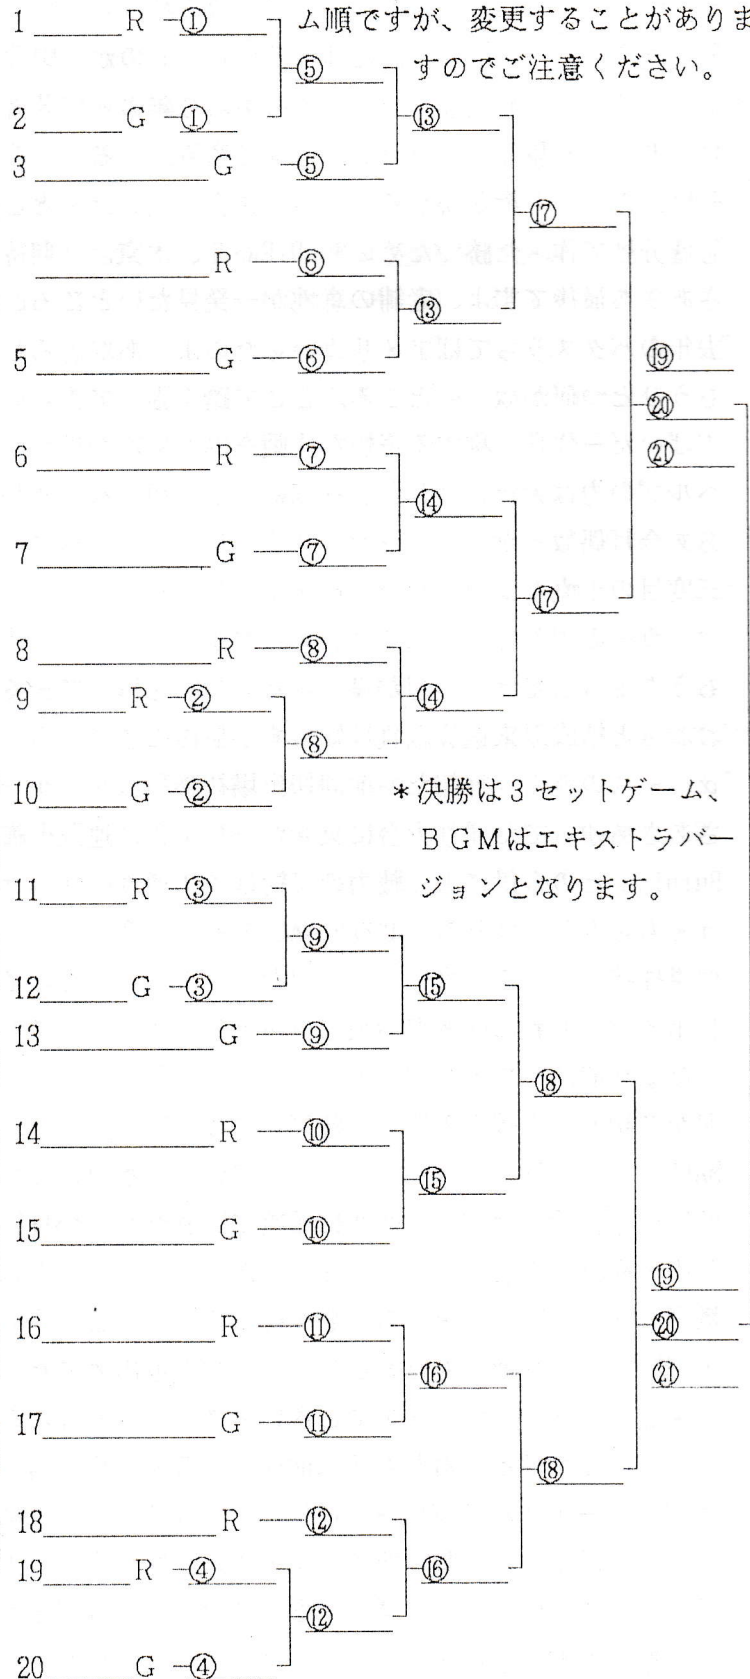 1 R ① ム順ですが、変更することがありま
⑤ すのでご注意ください。
2 G ① ⑬
3 G ⑤
⑰
R ⑥
⑬
5 G ⑥ ⑲
⑳
6 R ⑦ ㉑
⑭
7 G ⑦
⑰
8 R ⑧
9 R ② ⑭
⑧
10 G ② *決勝は3セットゲーム、
BGMはエキストラバー
11 R ③ ジョンとなります。
⑨
12 G ③ ⑮
13 G ⑨
⑱
14 R ⑩
⑮
15 G ⑩
⑲
16 R ⑪ ⑳
⑯ ㉑
17 G ⑪
⑱
18 R ⑫
19 R ④ ⑯
⑫
20 G ④